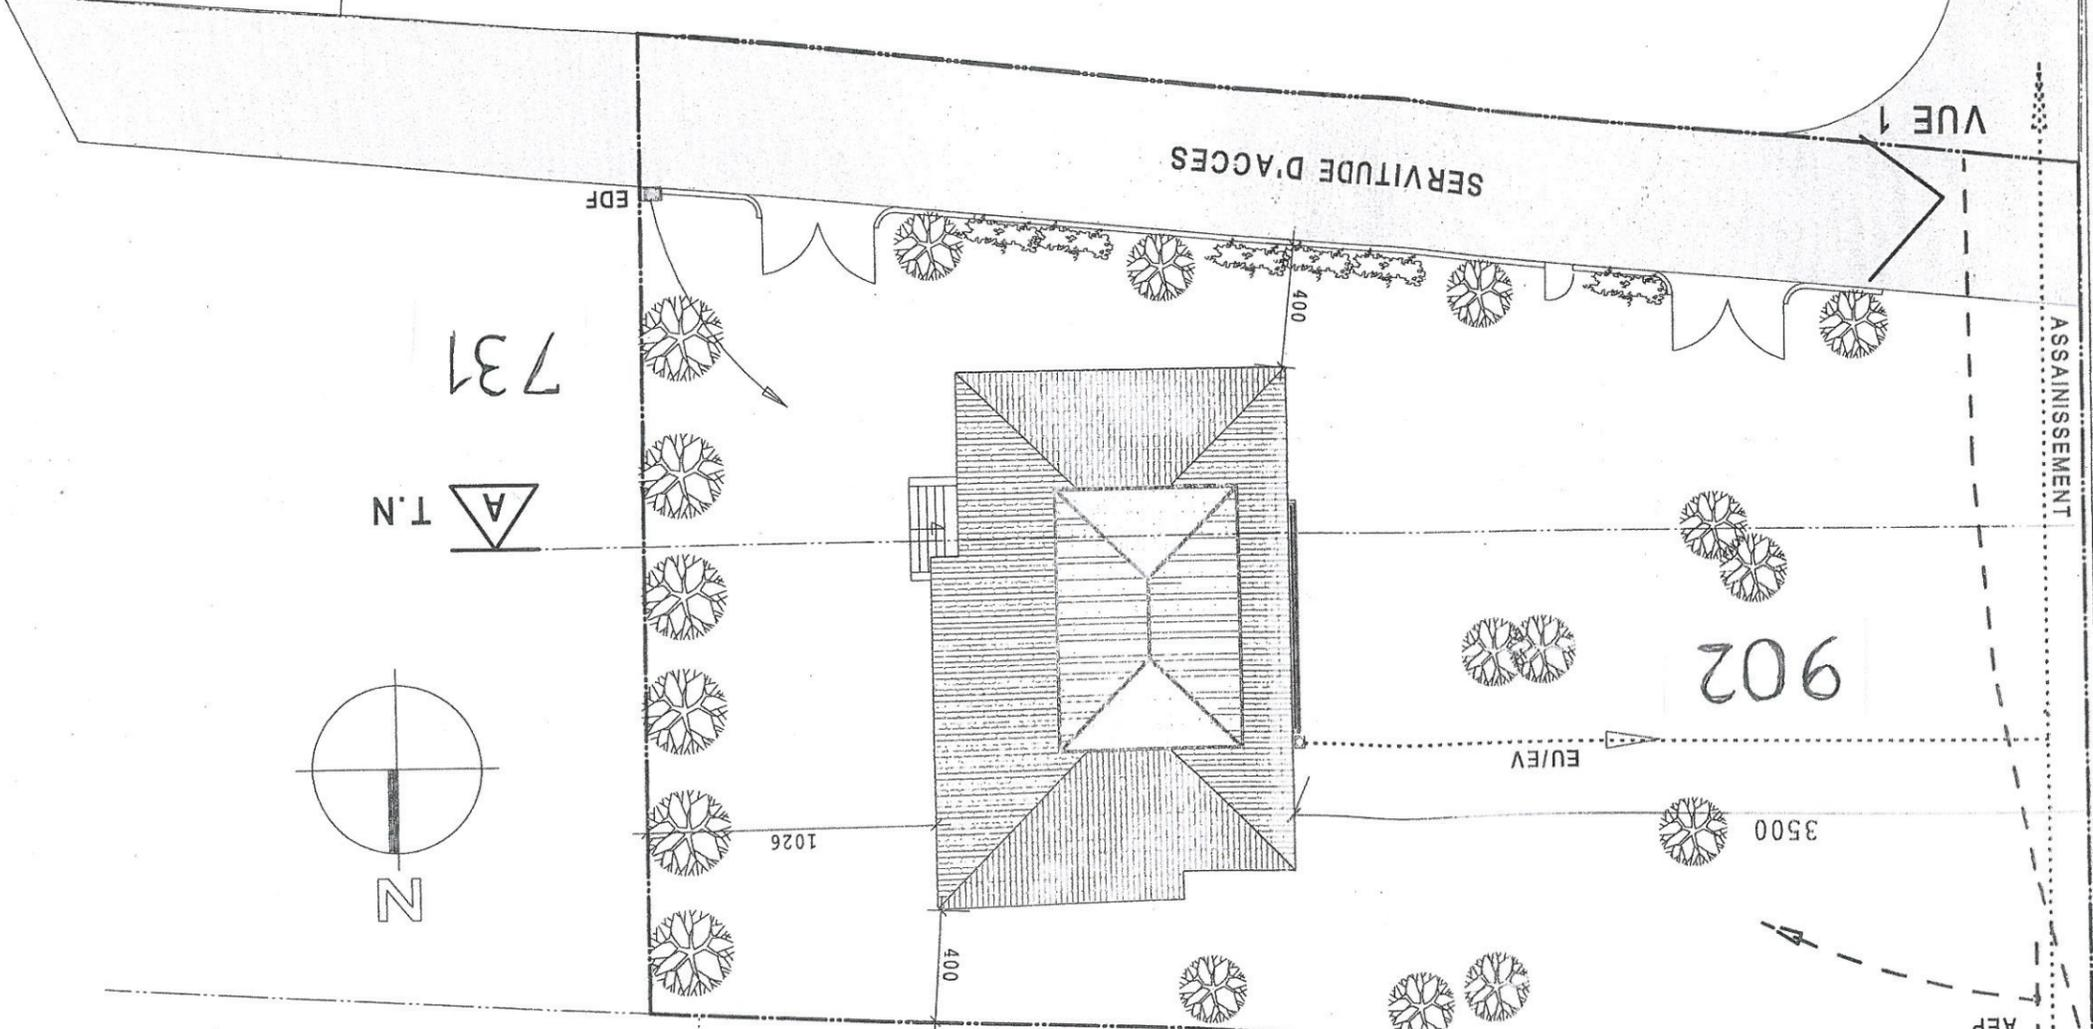 VUE 1
SERVITUDE D'ACCES
EDF
400
731
ASSAINISSEMENT
A
T.N
902
EU/EV
3500
1026
N
400
AEP